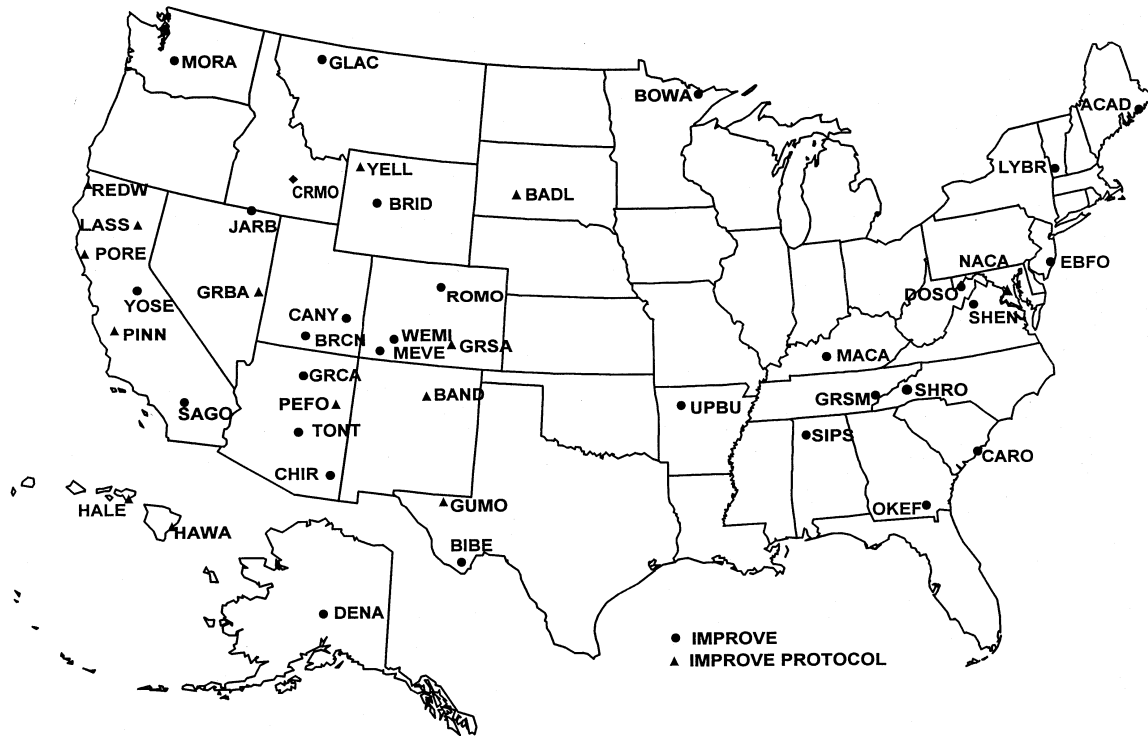 MORA
GLAC
BOWA
ACAD
LYBR
YELL
CRMO
REDW
BADL
BRID
LASS
JARB
PORE
NACA
EBFO
GRBA
YOSE
ROMO
DOSO
SHEN
CANY
PINN
BRCN
WEMI
GRSA
MEVE
MACA
GRCA
SHRO
BAND
GRSM
PEFO
UPBU
SAGO
TONT
SIPS
CARO
CHIR
GUMO
OKEF
HALE
HAWA
BIBE
DENA
IMPROVE
IMPROVE PROTOCOL